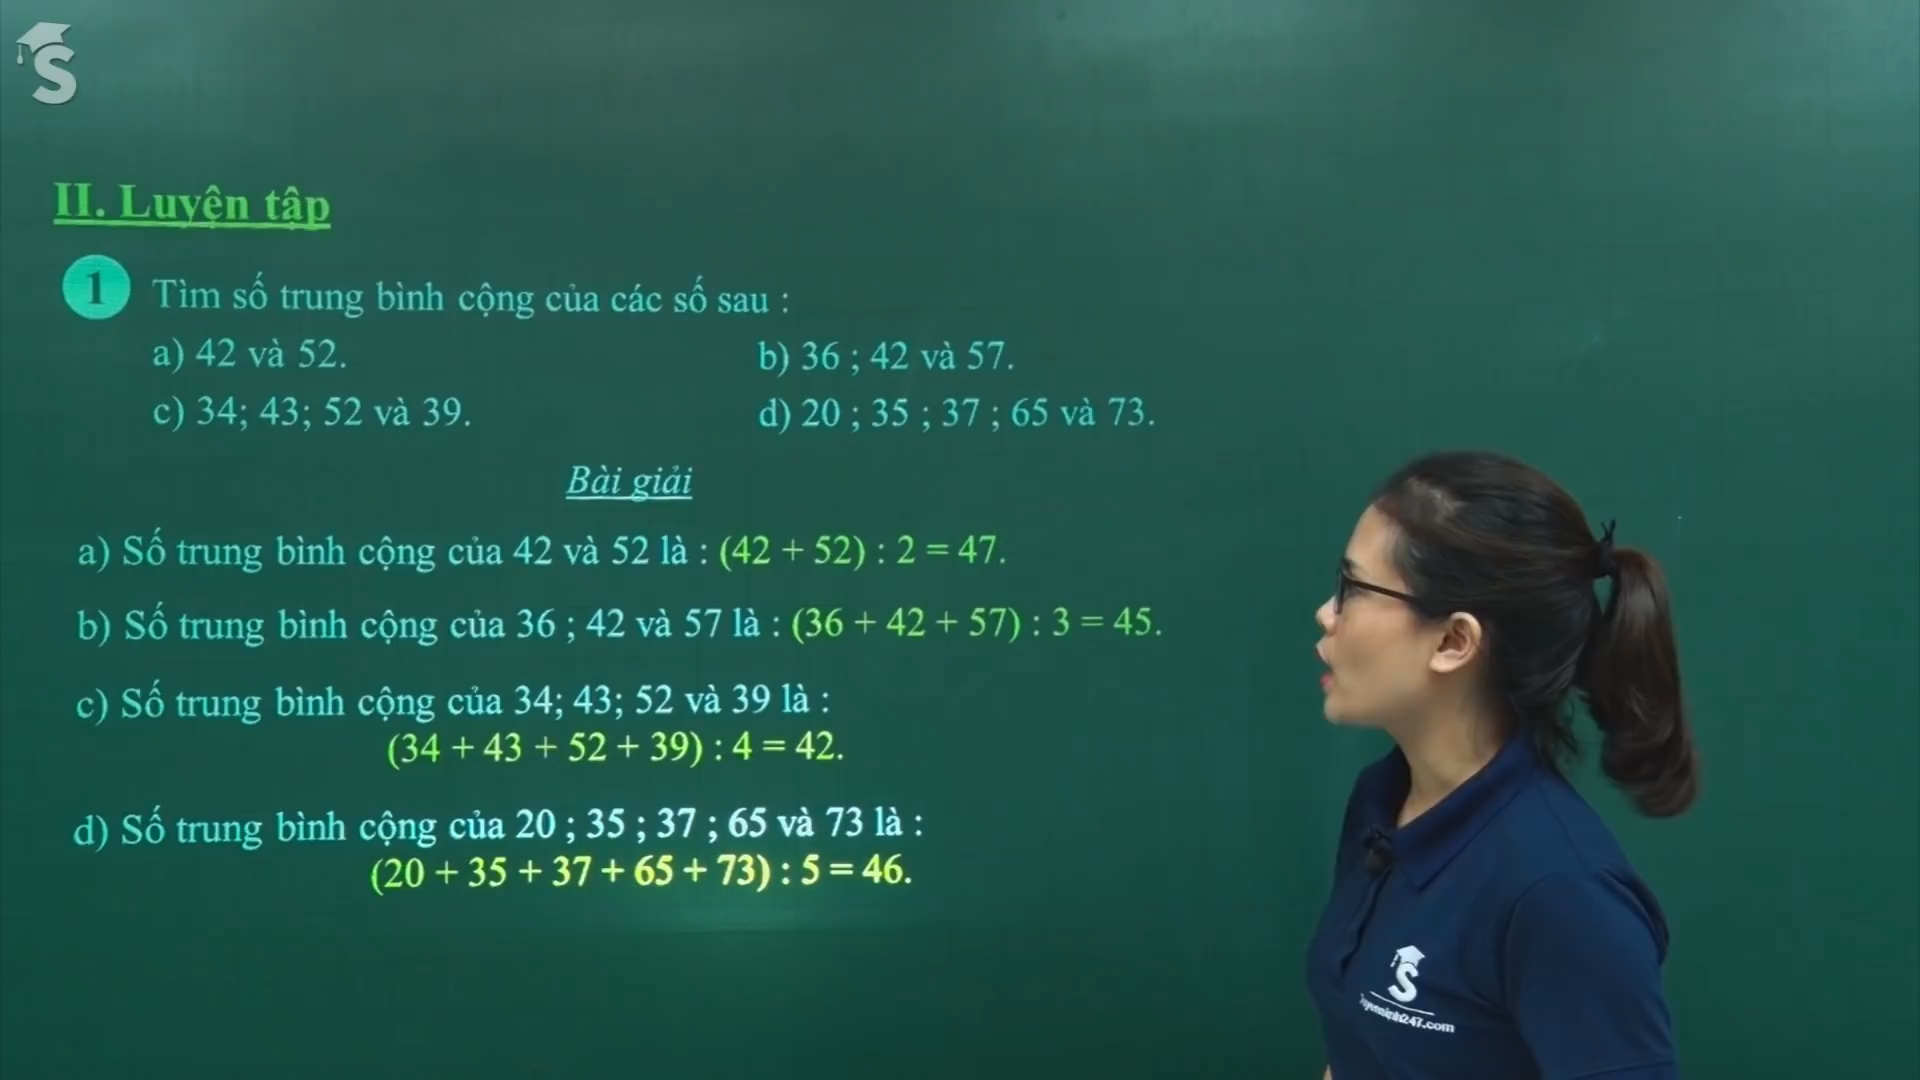 S
II. Luyện tập
1 Tìm số trung bình cộng của các số sau :
a) 42 và 52. b) 36 ; 42 và 57.
c) 34; 43; 52 và 39. d) 20 ; 35 ; 37 ; 65 và 73.
Bài giải
a) Số trung bình cộng của 42 và 52 là : (42 + 52) : 2 = 47.
b) Số trung bình cộng của 36 ; 42 và 57 là : (36 + 42 + 57) : 3 = 45.
c) Số trung bình cộng của 34; 43; 52 và 39 là :
(34 + 43 + 52 + 39) : 4 = 42.
d) Số trung bình cộng của 20 ; 35 ; 37 ; 65 và 73 là :
(20 + 35 + 37 + 65 + 73) : 5 = 46.
S
Tuyensinh247.com